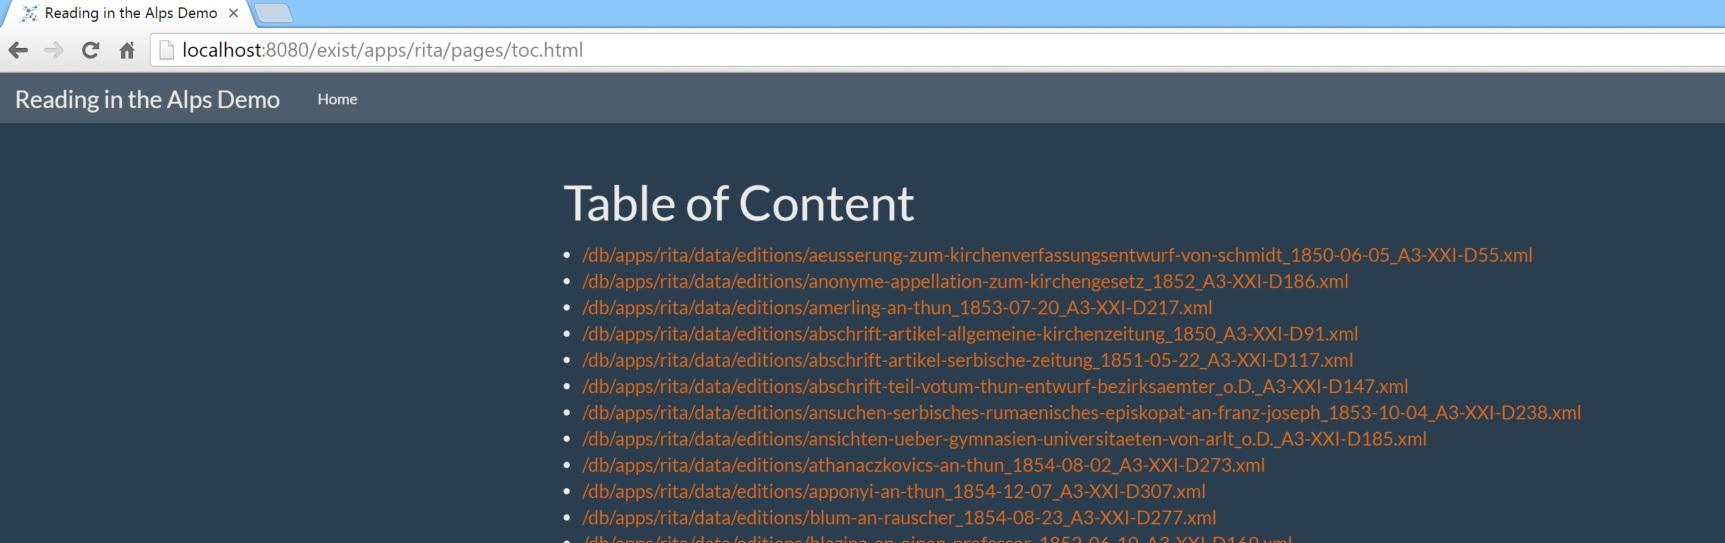 Reading in the Alps Demo
localhost:8080/exist/apps/rita/pages/toc.html
Reading in the Alps Demo Home
Table of Content
/db/apps/rita/data/editions/aeusserung-zum-kirchenverfassungsentwurf-von-schmidt_1850-06-05_A3-XXI-D55.xml
/db/apps/rita/data/editions/anonyme-appellation-zum-kirchengesetz_1852_A3-XXI-D186.xml
/db/apps/rita/data/editions/amerling-an-thun_1853-07-20_A3-XXI-D217.xml
/db/apps/rita/data/editions/abschrift-artikel-allgemeine-kirchenzeitung_1850_A3-XXI-D91.xml
/db/apps/rita/data/editions/abschrift-artikel-serbische-zeitung_1851-05-22_A3-XXI-D117.xml
/db/apps/rita/data/editions/abschrift-teil-votum-thun-entwurf-bezirksaemter_o.D._A3-XXI-D147.xml
/db/apps/rita/data/editions/ansuchen-serbisches-rumaenisches-episkopat-an-franz-joseph_1853-10-04_A3-XXI-D238.xml
/db/apps/rita/data/editions/ansichten-ueber-gymnasien-universitaeten-von-arlt_o.D._A3-XXI-D185.xml
/db/apps/rita/data/editions/athanaczkovics-an-thun_1854-08-02_A3-XXI-D273.xml
/db/apps/rita/data/editions/apponyi-an-thun_1854-12-07_A3-XXI-D307.xml
/db/apps/rita/data/editions/blum-an-rauscher_1854-08-23_A3-XXI-D277.xml